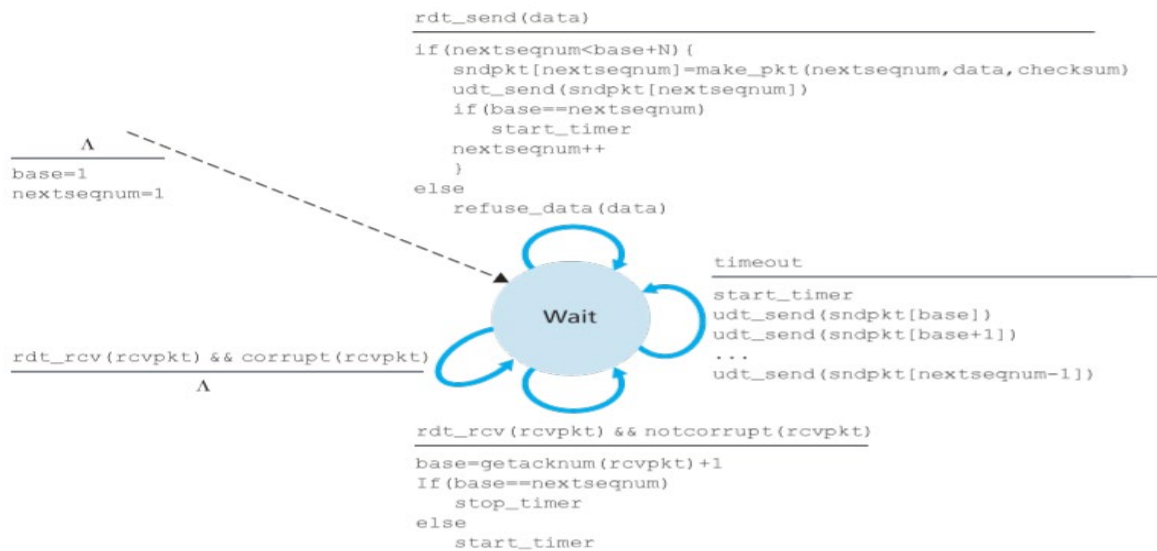 rdt_send(data)
if(nextseqnum<base+N){
sndpkt[nextseqnum]=make_pkt(nextseqnum,data,checksum)
udt_send(sndpkt[nextseqnum])
if(base==nextseqnum)
start_timer
nextseqnum++
}
else
refuse_data(data)
Λ
base=1
nextseqnum=1
timeout
start_timer
udt_send(sndpkt[base])
udt_send(sndpkt[base+1])
...
udt_send(sndpkt[nextseqnum-1])
Wait
rdt_rcv(rcvpkt) && corrupt(rcvpkt)
Λ
rdt_rcv(rcvpkt) && notcorrupt(rcvpkt)
base=getacknum(rcvpkt)+1
If(base==nextseqnum)
stop_timer
else
start_timer